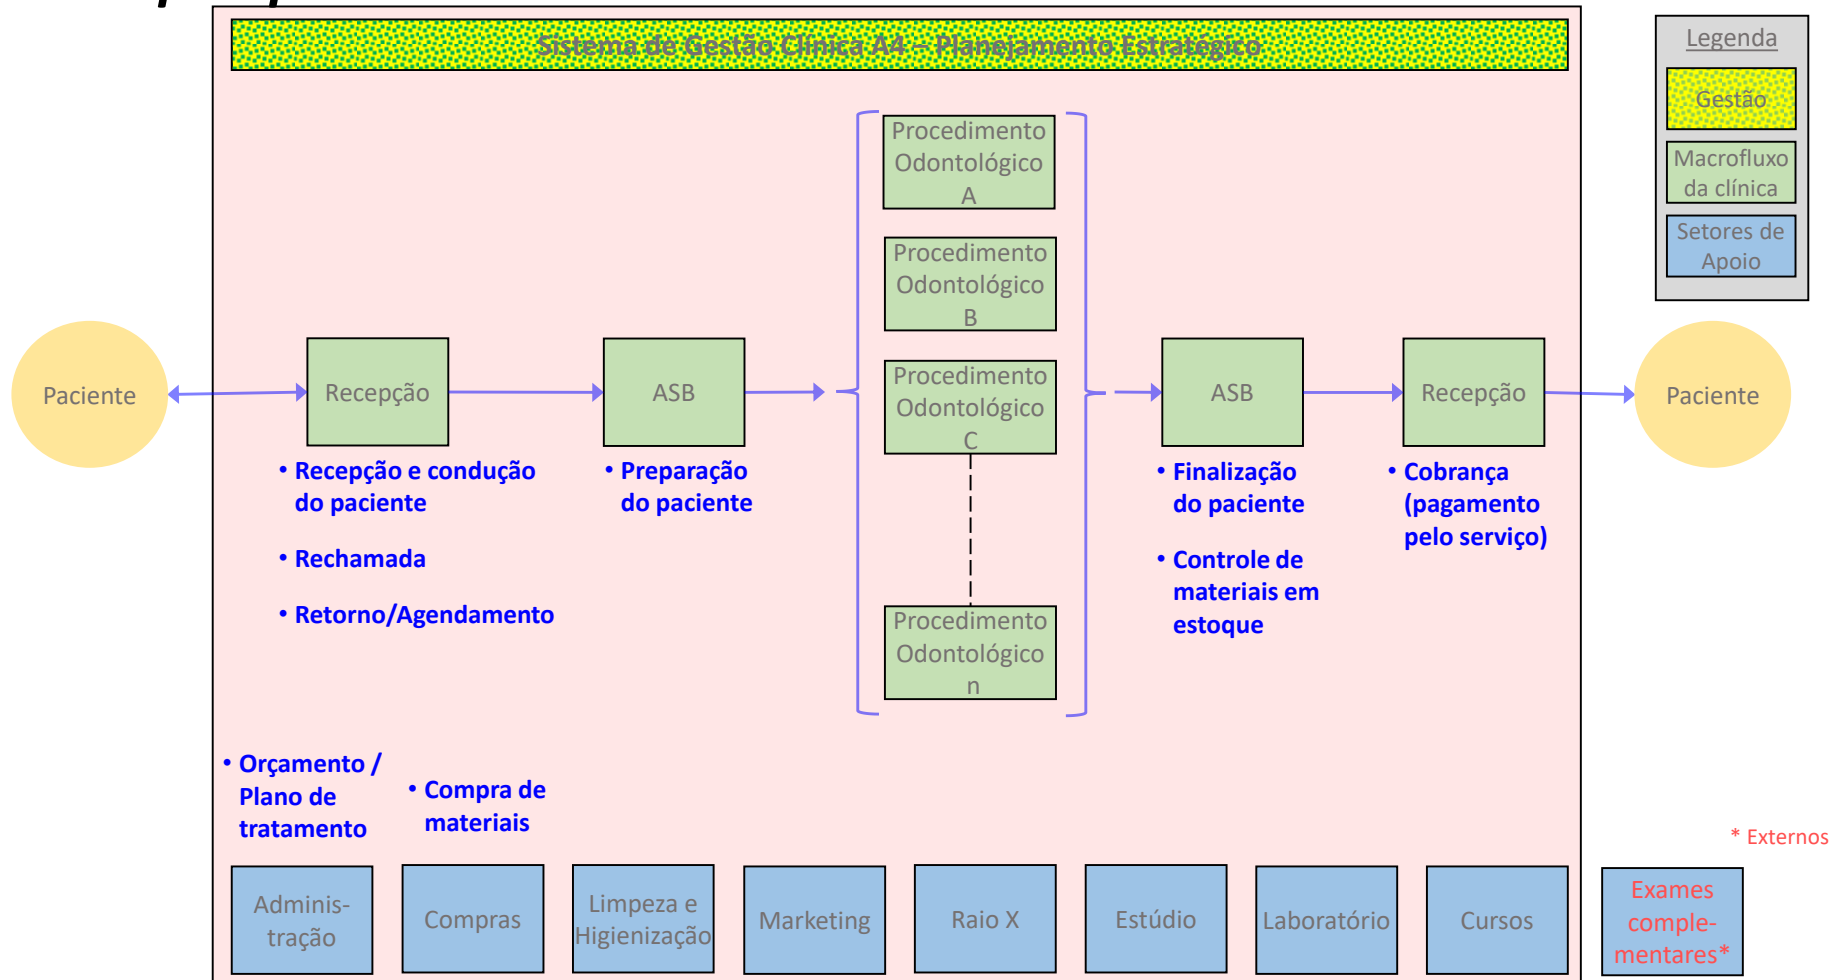 Sistema de Gestão Clínica A4 – Planejamento Estratégico
Legenda
Gestão
Macrofluxo
da clínica
Setores de
Apoio
Procedimento
Odontológico
A
Procedimento
Odontológico
B
Procedimento
Odontológico
C
Procedimento
Odontológico
n
Paciente
Recepção
ASB
ASB
Recepção
Paciente
• Recepção e condução
do paciente
• Rechamada
• Retorno/Agendamento
• Preparação
do paciente
• Finalização
do paciente
• Controle de
materiais em
estoque
• Cobrança
(pagamento
pelo serviço)
• Orçamento /
Plano de
tratamento
• Compra de
materiais
* Externos
Adminis-
tração
Compras
Limpeza e
Higienização
Marketing
Raio X
Estúdio
Laboratório
Cursos
Exames
comple-
mentares*